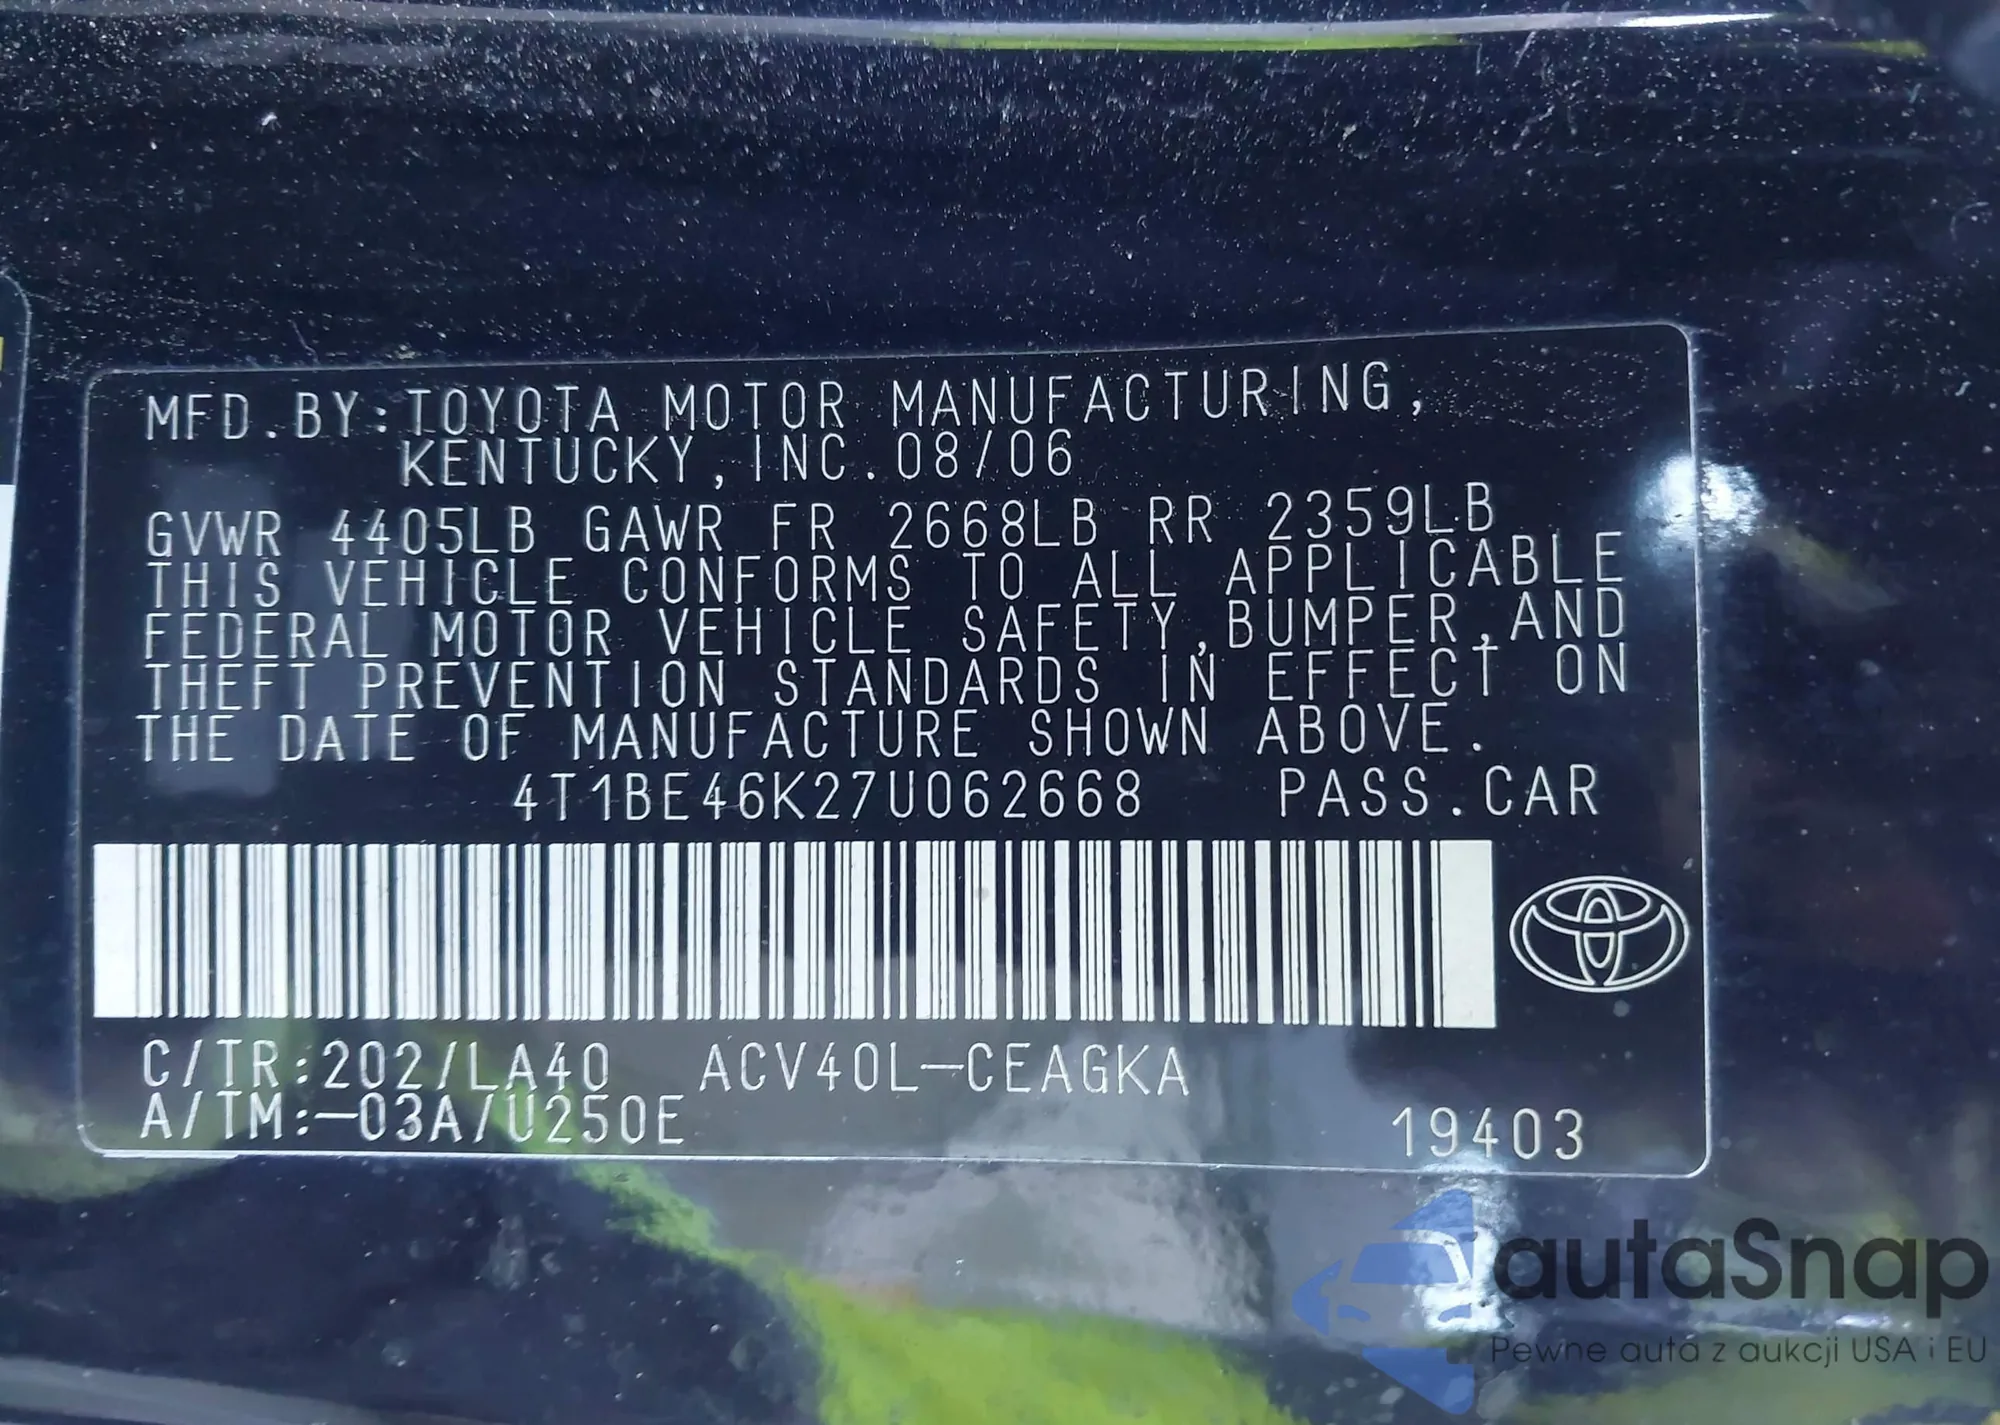 MFD.BY:TOYOTA MOTOR MANUFACTURING,
KENTUCKY,INC.08/06
GVWR 4405LB GAWR FR 2668LB RR 2359LB
THIS VEHICLE CONFORMS TO ALL APPLICABLE
FEDERAL MOTOR VEHICLE SAFETY,BUMPER,AND
THEFT PREVENTION STANDARDS IN EFFECT ON
THE DATE OF MANUFACTURE SHOWN ABOVE.
4T1BE46K27U062668 PASS.CAR
C/TR:202/LA40 ACV40L-CEAGKA
A/TM:-03A/U250E 19403
autaSnap
Pewne auta z aukcji USA i EU